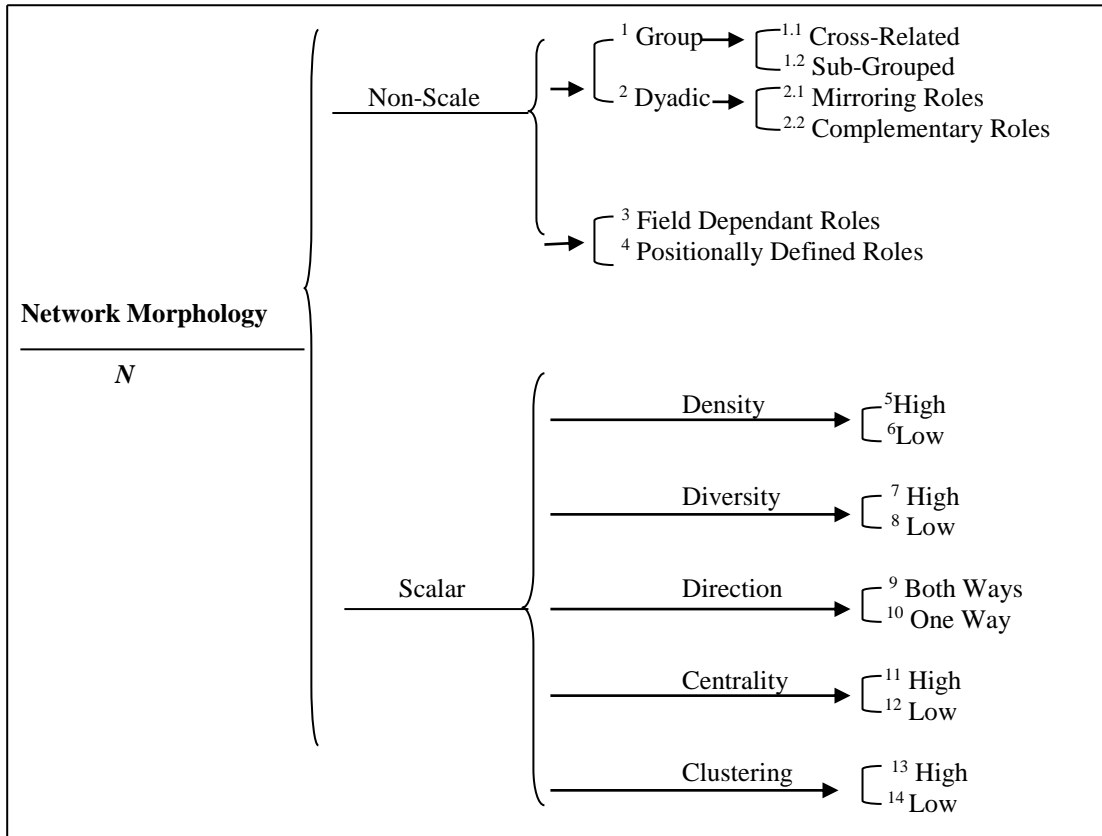 1 Group
1.1 Cross-Related
1.2 Sub-Grouped
Non-Scale
2 Dyadic
2.1 Mirroring Roles
2.2 Complementary Roles
3 Field Dependant Roles
4 Positionally Defined Roles
Network Morphology
N
Density
5High
6Low
Diversity
7 High
8 Low
Scalar
Direction
9 Both Ways
10 One Way
Centrality
11 High
12 Low
Clustering
13 High
14 Low